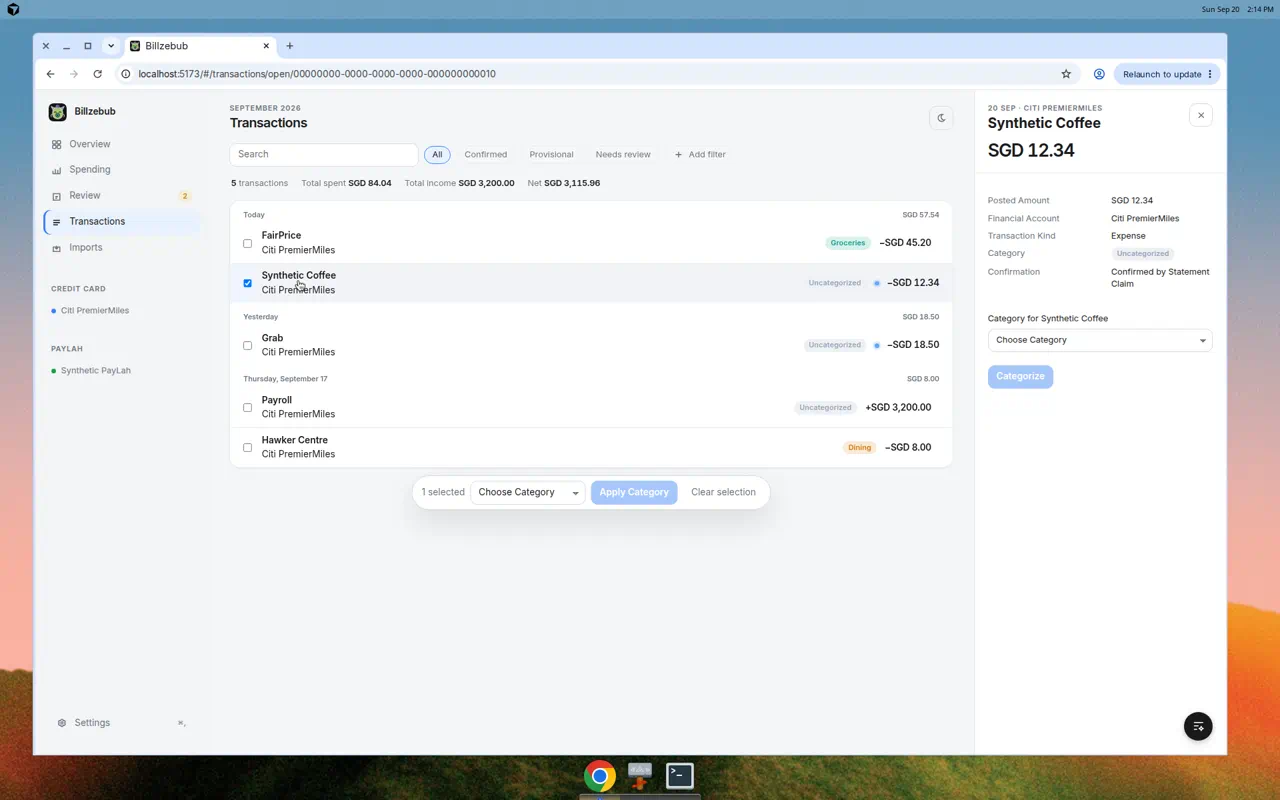 Sun Sep 20 2:14 PM
Billzebub
localhost:5173/#/transactions/open/00000000-0000-0000-0000-000000000010
Relaunch to update
Billzebub
Overview
Spending
Review 2
Transactions
Imports
CREDIT CARD
Citi PremierMiles
PAYLAH
Synthetic PayLah
Settings ⌘,
SEPTEMBER 2026
Transactions
Search
All
Confirmed
Provisional
Needs review
+ Add filter
5 transactions Total spent SGD 84.04 Total income SGD 3,200.00 Net SGD 3,115.96
Today SGD 57.54
FairPrice
Citi PremierMiles
Groceries −SGD 45.20
Synthetic Coffee
Citi PremierMiles
Uncategorized −SGD 12.34
Yesterday SGD 18.50
Grab
Citi PremierMiles
Uncategorized −SGD 18.50
Thursday, September 17 SGD 8.00
Payroll
Citi PremierMiles
Uncategorized +SGD 3,200.00
Hawker Centre
Citi PremierMiles
Dining −SGD 8.00
1 selected Choose Category Apply Category Clear selection
20 SEP · CITI PREMIERMILES
Synthetic Coffee
SGD 12.34
Posted Amount SGD 12.34
Financial Account Citi PremierMiles
Transaction Kind Expense
Category Uncategorized
Confirmation Confirmed by Statement
Claim
Category for Synthetic Coffee
Choose Category
Categorize